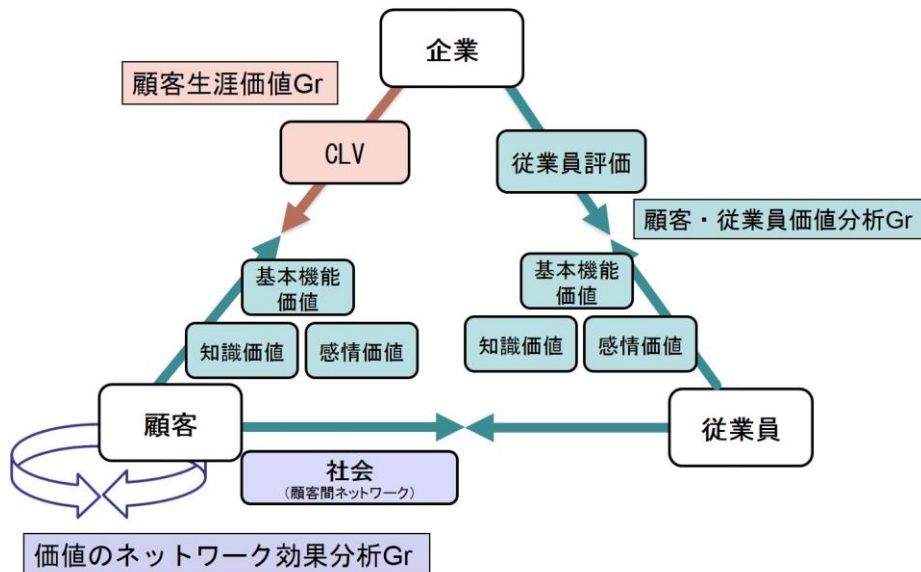 企業
顧客生涯価値Gr
CLV
従業員評価
顧客・従業員価値分析Gr
基本機能
価値
知識価値
感情価値
基本機能
価値
知識価値
感情価値
顧客
従業員
社会
（顧客間ネットワーク）
価値のネットワーク効果分析Gr